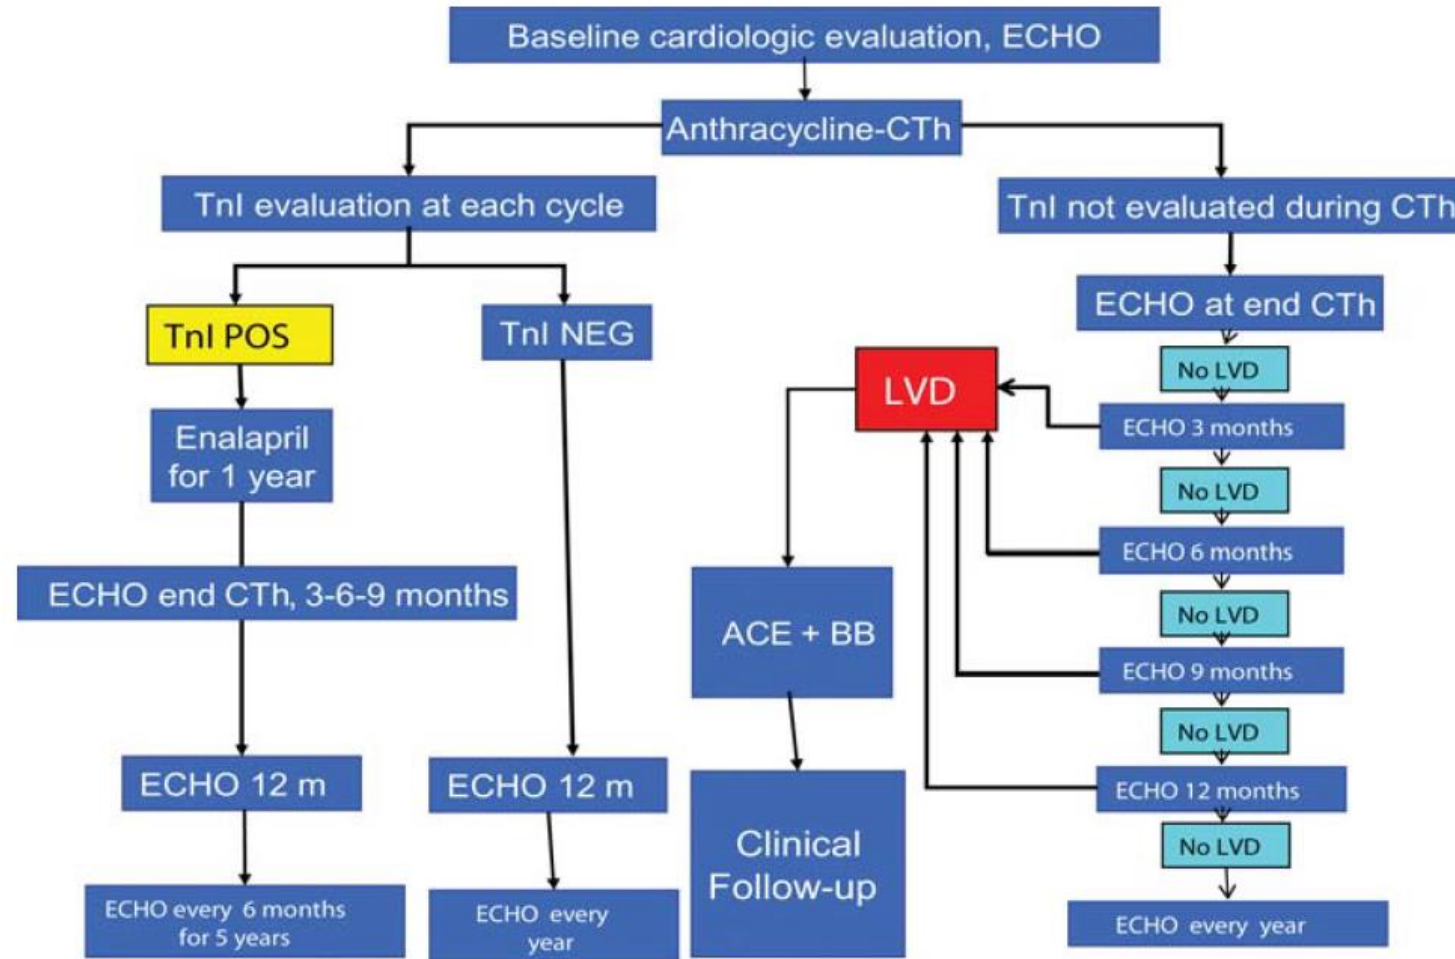 Baseline cardiologic evaluation, ECHO
Anthracycline-CTh
TnI evaluation at each cycle
TnI not evaluated during CTh
TnI POS
TnI NEG
Enalapril
for 1 year
ECHO end CTh, 3-6-9 months
ECHO 12 m
ECHO every 6 months
for 5 years
ECHO 12 m
ECHO every
year
LVD
ACE + BB
Clinical
Follow-up
ECHO at end CTh
No LVD
ECHO 3 months
No LVD
ECHO 6 months
No LVD
ECHO 9 months
No LVD
ECHO 12 months
No LVD
ECHO every year